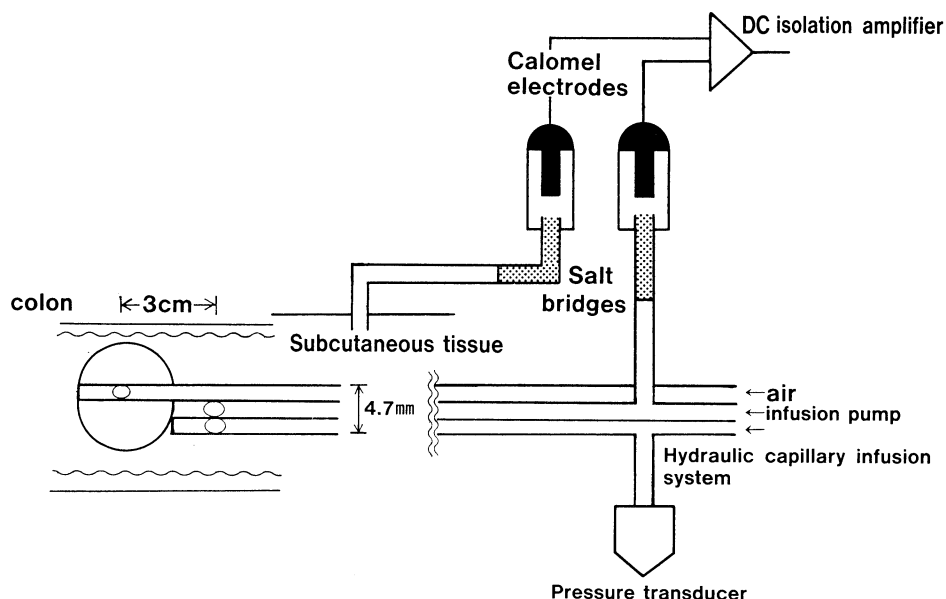 DC isolation amplifier
Calomel
electrodes
Salt
bridges
colon
3cm
Subcutaneous tissue
4.7mm
←air
←infusion pump
←
Hydraulic capillary infusion
system
Pressure transducer